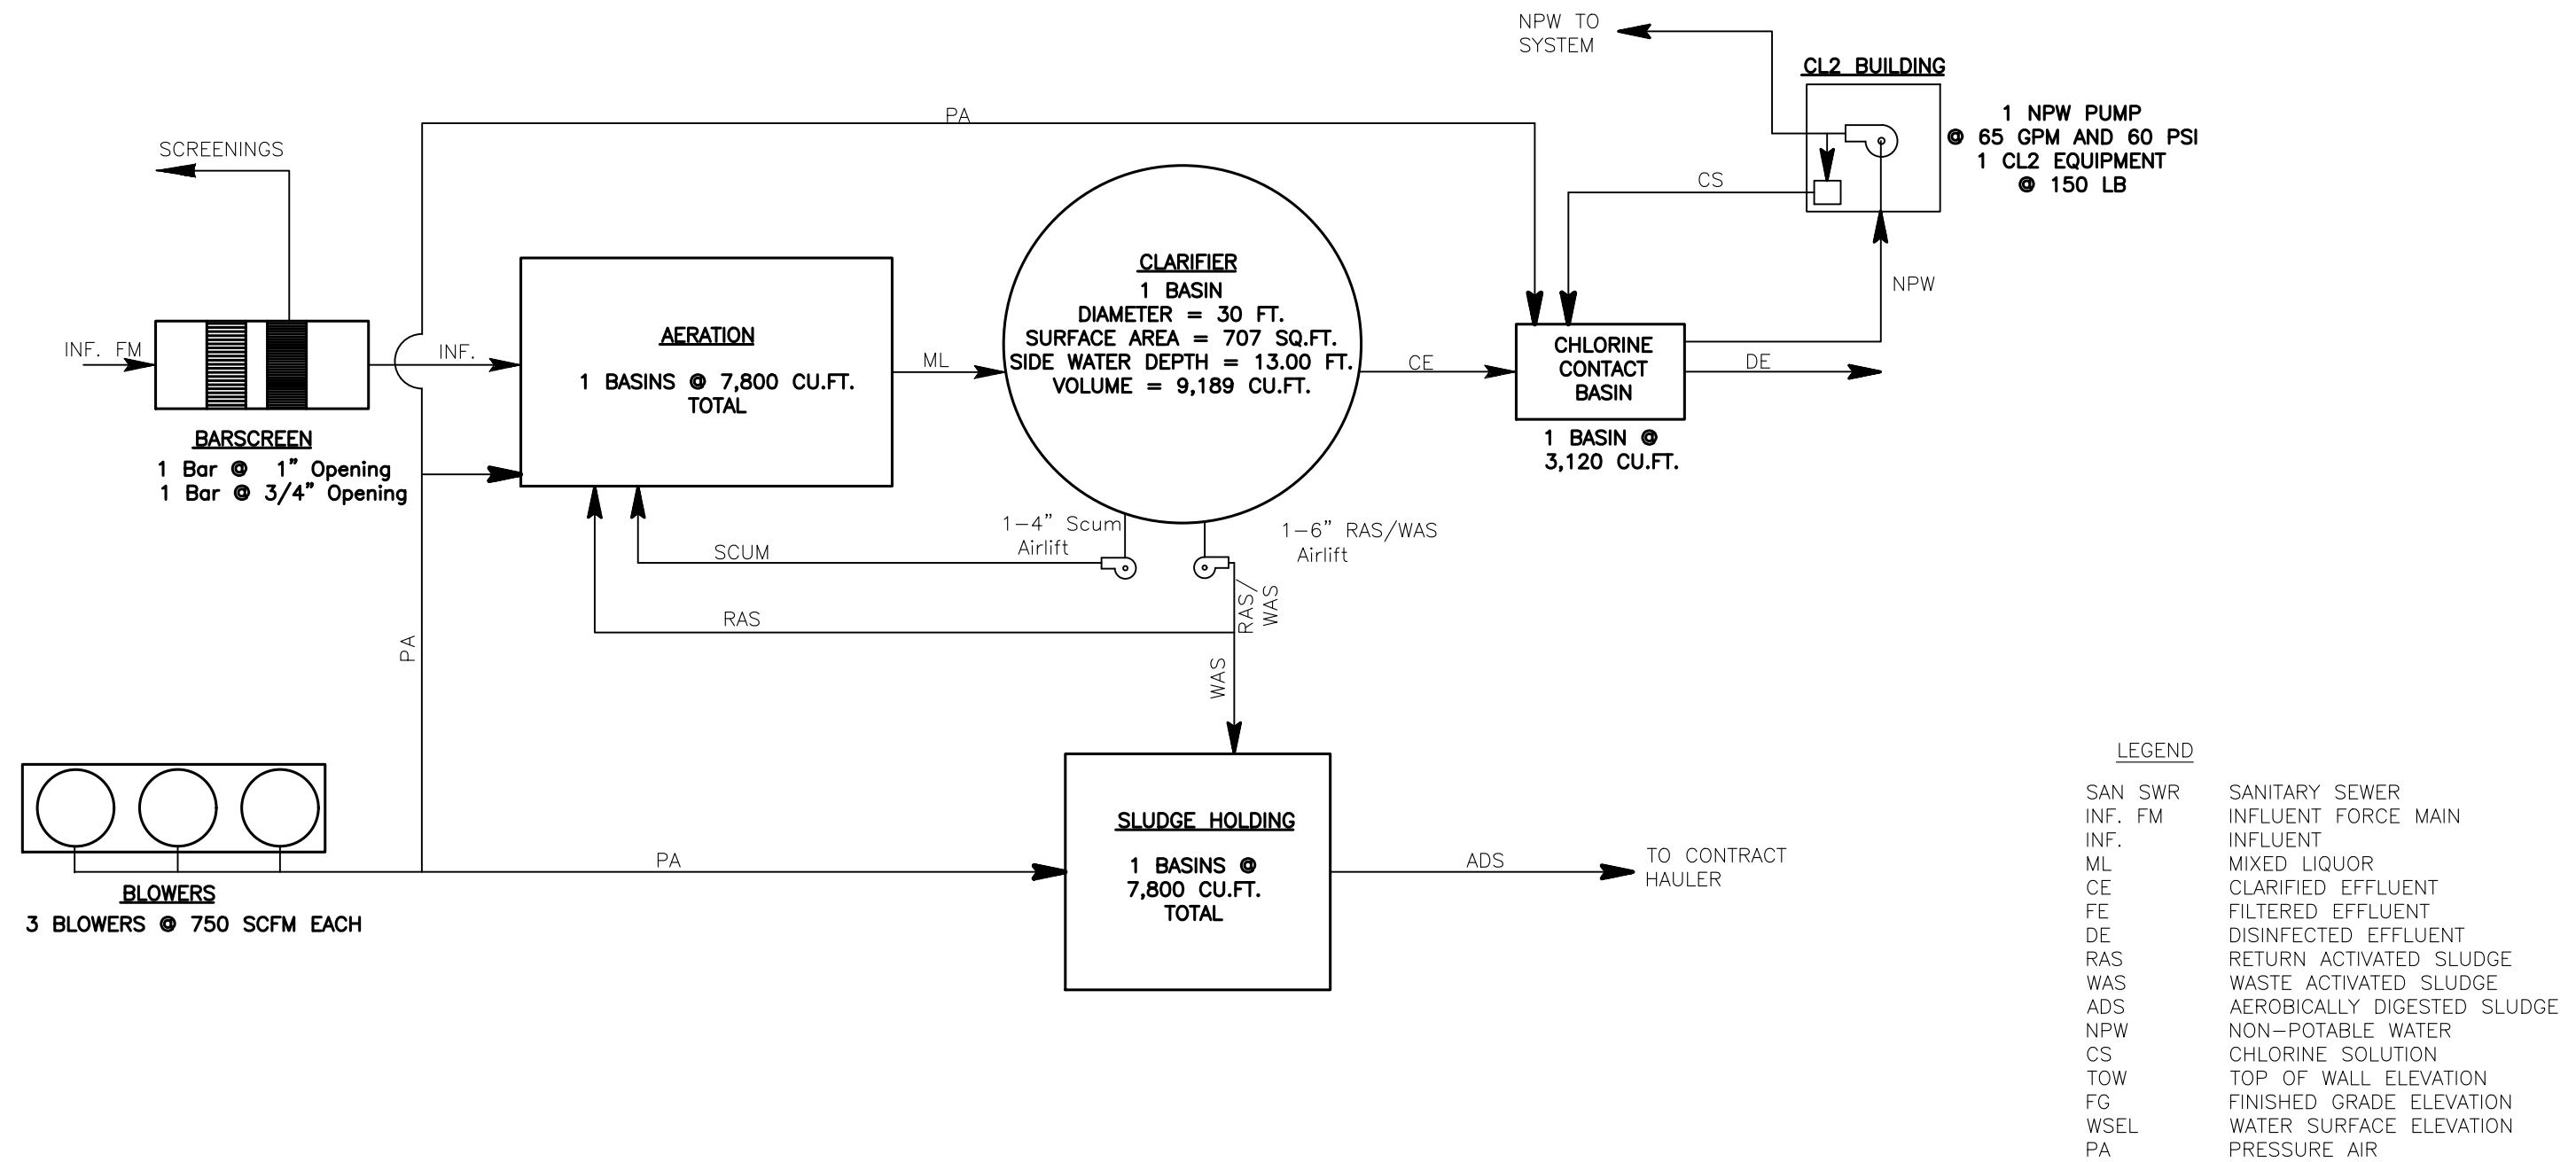 NPW TO
SYSTEM
CL2 BUILDING
1 NPW PUMP
@ 65 GPM AND 60 PSI
1 CL2 EQUIPMENT
@ 150 LB
PA
SCREENINGS
CS
CLARIFIER
1 BASIN
DIAMETER = 30 FT.
SURFACE AREA = 707 SQ.FT.
SIDE WATER DEPTH = 13.00 FT.
VOLUME = 9,189 CU.FT.
NPW
AERATION
1 BASINS @ 7,800 CU.FT.
TOTAL
INF. FM
INF.
ML
CE
CHLORINE
CONTACT
BASIN
DE
1 BASIN @
3,120 CU.FT.
BARSCREEN
1 Bar @ 1" Opening
1 Bar @ 3/4" Opening
1-4" Scum
Airlift
1-6" RAS/WAS
Airlift
SCUM
RAS/
WAS
RAS
PA
WAS
SLUDGE HOLDING
1 BASINS @
7,800 CU.FT.
TOTAL
PA
ADS
TO CONTRACT
HAULER
BLOWERS
3 BLOWERS @ 750 SCFM EACH
LEGEND
SAN SWR SANITARY SEWER
INF. FM INFLUENT FORCE MAIN
INF. INFLUENT
ML MIXED LIQUOR
CE CLARIFIED EFFLUENT
FE FILTERED EFFLUENT
DE DISINFECTED EFFLUENT
RAS RETURN ACTIVATED SLUDGE
WAS WASTE ACTIVATED SLUDGE
ADS AEROBICALLY DIGESTED SLUDGE
NPW NON-POTABLE WATER
CS CHLORINE SOLUTION
TOW TOP OF WALL ELEVATION
FG FINISHED GRADE ELEVATION
WSEL WATER SURFACE ELEVATION
PA PRESSURE AIR